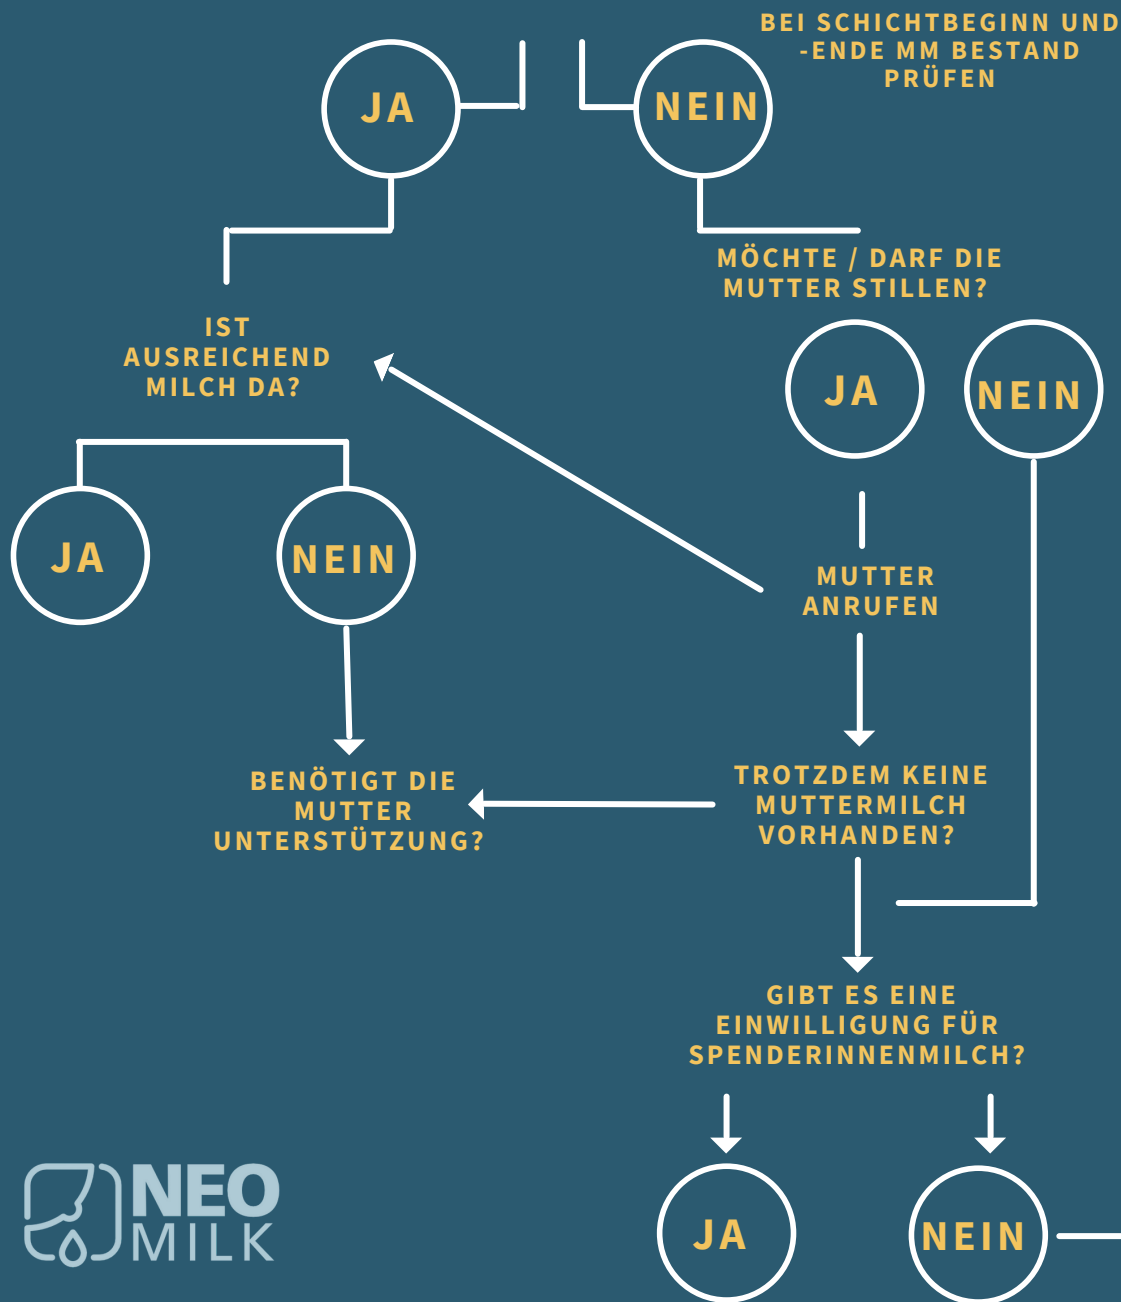 BEI SCHICHTBEGINN UND
-ENDE MM BESTAND
PRÜFEN
JA
NEIN
MÖCHTE / DARF DIE
MUTTER STILLEN?
IST
AUSREICHEND
MILCH DA?
JA
NEIN
JA
NEIN
MUTTER
ANRUFEN
BENÖTIGT DIE
MUTTER
UNTERSTÜTZUNG?
TROTZDEM KEINE
MUTTERMILCH
VORHANDEN?
GIBT ES EINE
EINWILLIGUNG FÜR
SPENDERINNENMILCH?
JA
NEIN
NEO
MILK